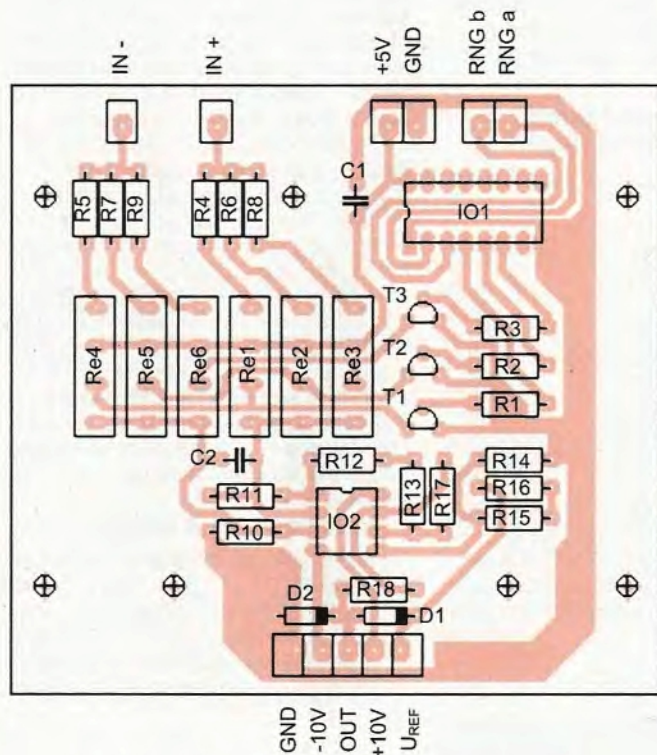 IN -
IN +
+5V
GND
RNG b
RNG a
C1
R5
R7
R9
R4
R6
R8
IO1
T3
R3
Re4
Re5
Re6
Re1
Re2
Re3
T2
R2
T1
R1
C2
R12
R14
R11
R13
R17
R16
IO2
R10
R15
R18
D2
D1
GND
-10V
OUT
+10V
UREF